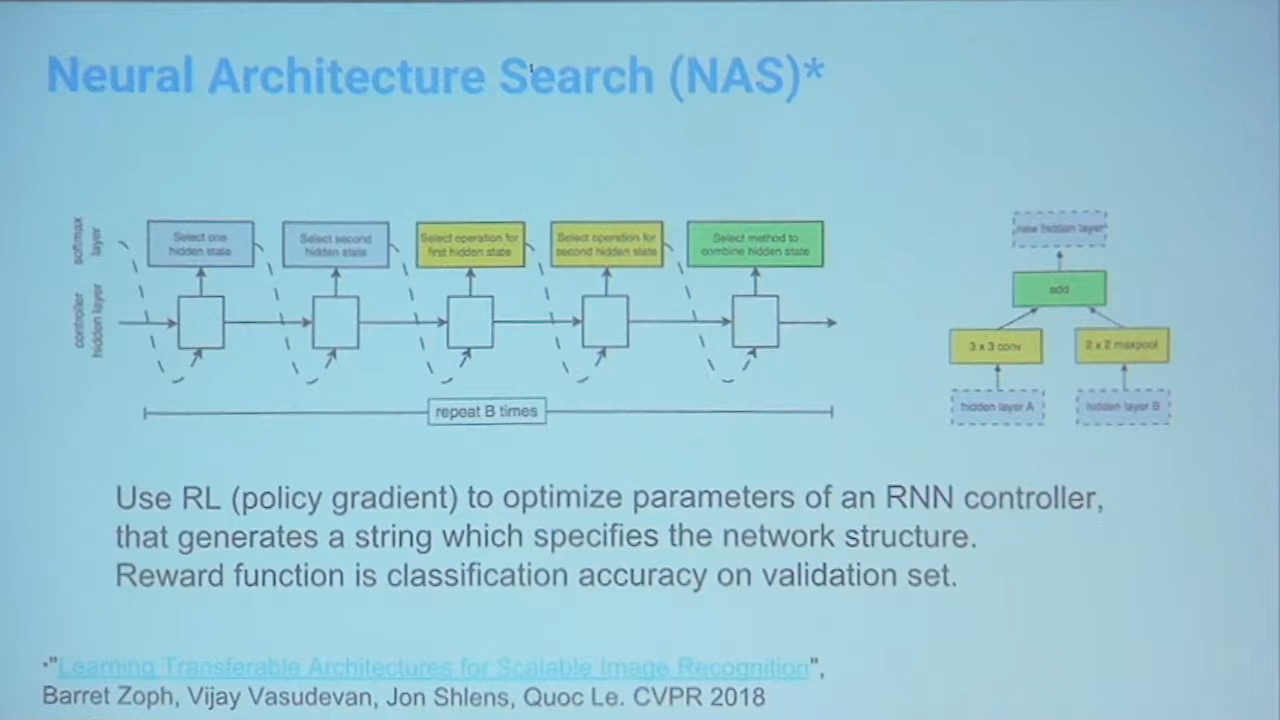 Neural Architecture Search (NAS)*
softmax
layer
Select one
hidden state
Select second
hidden state
Select operation for
first hidden state
Select operation for
second hidden state
Select method to
combine hidden state
controller
hidden layer
repeat B times
new hidden layer
add
3 x 3 conv
2 x 2 maxpool
hidden layer A
hidden layer B
Use RL (policy gradient) to optimize parameters of an RNN controller,
that generates a string which specifies the network structure.
Reward function is classification accuracy on validation set.
*"Learning Transferable Architectures for Scalable Image Recognition",
Barret Zoph, Vijay Vasudevan, Jon Shlens, Quoc Le. CVPR 2018